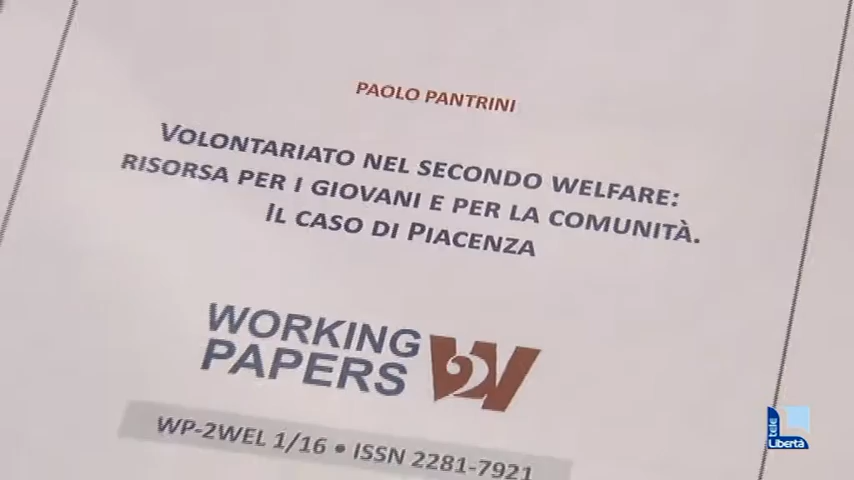 PAOLO PANTRINI
VOLONTARIATO NEL SECONDO WELFARE:
RISORSA PER I GIOVANI E PER LA COMUNITÀ.
IL CASO DI PIACENZA
WORKING
PAPERS
2W
WP-2WEL 1/16 • ISSN 2281-7921
tele
Libertà